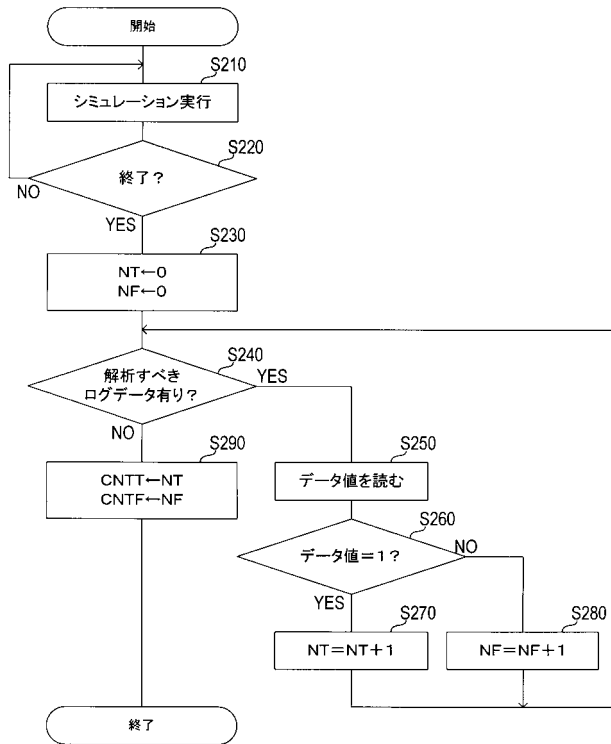 開始
S210
シミュレーション実行
S220
終了？
NO
YES
S230
NT←0
NF←0
S240
解析すべき
ログデータ有り？
YES
NO
S290
CNTT←NT
CNTF←NF
S250
データ値を読む
S260
データ値＝1？
NO
YES
S270
NT＝NT＋1
S280
NF＝NF＋1
終了